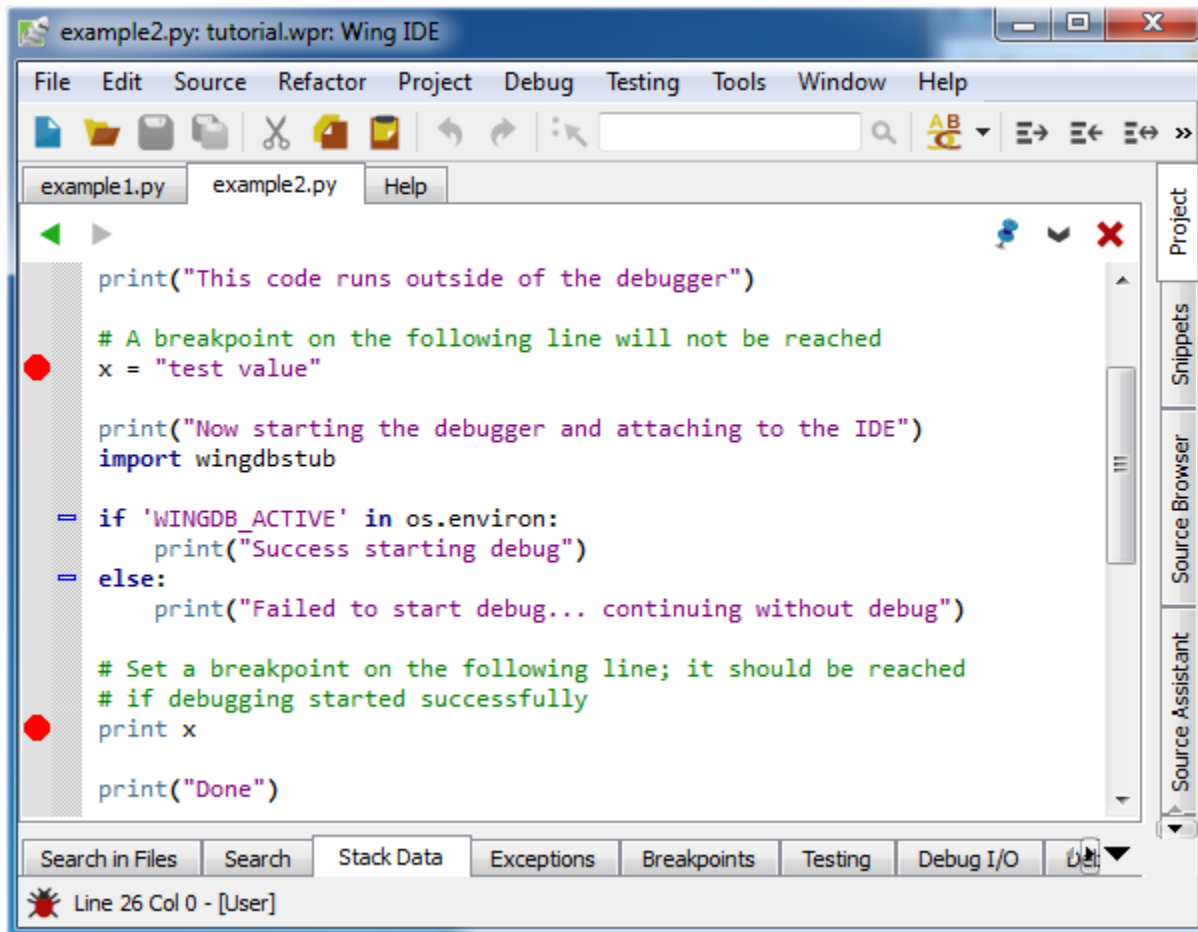 example2.py: tutorial.wpr: Wing IDE
File Edit Source Refactor Project Debug Testing Tools Window Help
example1.py example2.py Help
print("This code runs outside of the debugger")
# A breakpoint on the following line will not be reached
x = "test value"
print("Now starting the debugger and attaching to the IDE")
import wingdbstub
if 'WINGDB_ACTIVE' in os.environ:
    print("Success starting debug")
else:
    print("Failed to start debug... continuing without debug")
# Set a breakpoint on the following line; it should be reached
# if debugging started successfully
print x
print("Done")
Project
Snippets
Source Browser
Source Assistant
Search in Files Search Stack Data Exceptions Breakpoints Testing Debug I/O
Line 26 Col 0 - [User]